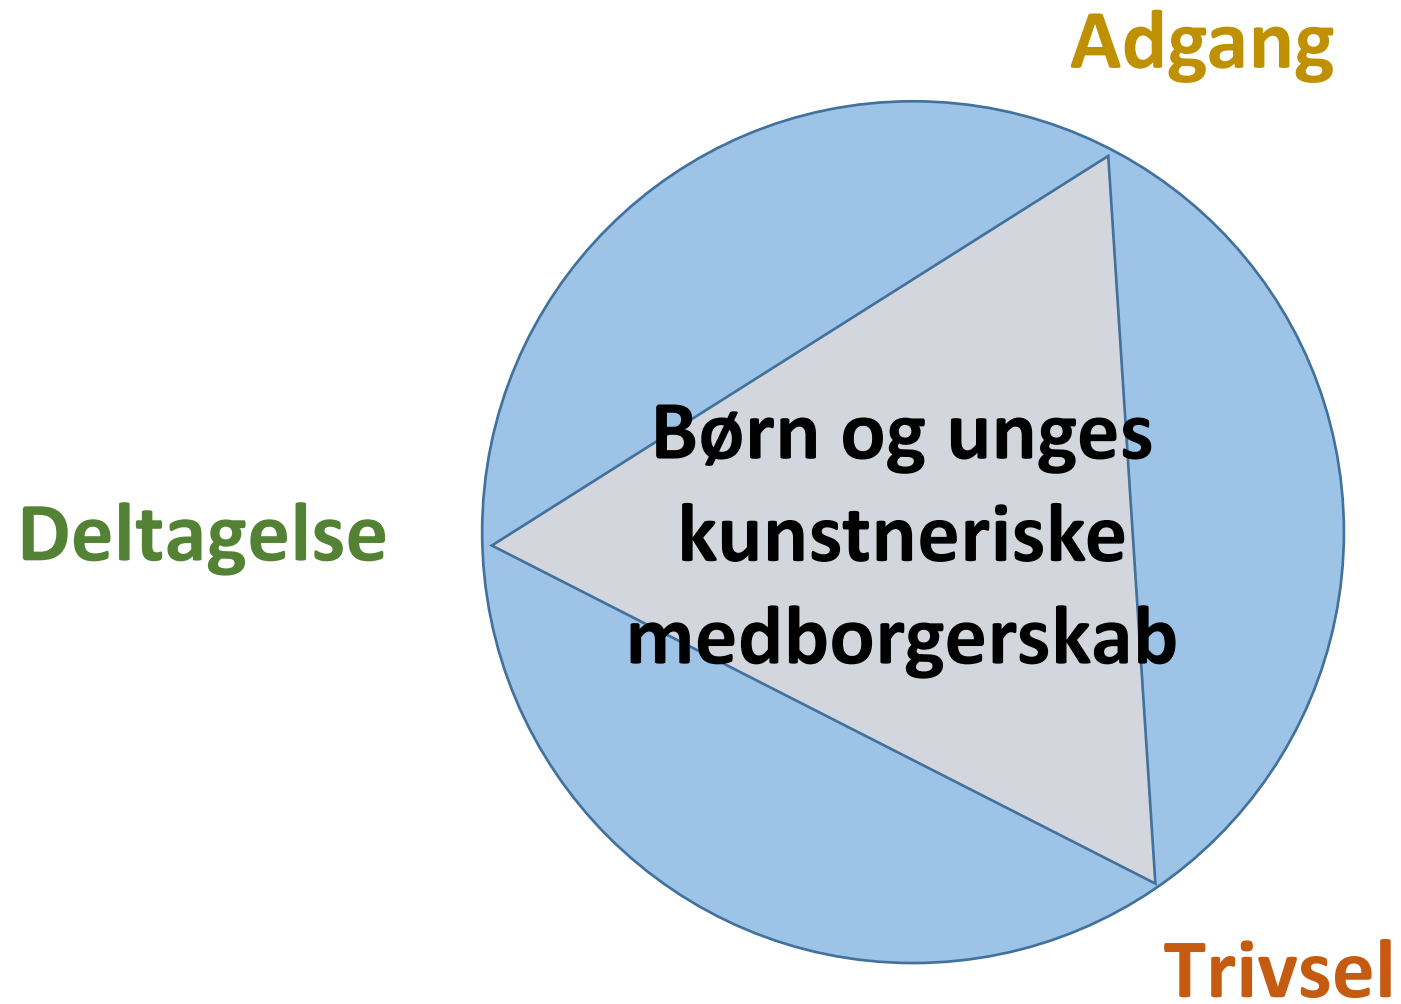 Adgang
Børn og unges
kunstneriske
medborgerskab
Deltagelse
Trivsel